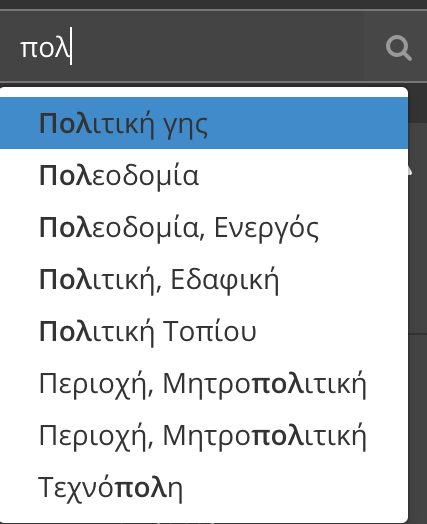 πολ
Πολιτική γης
Πολεοδομία
Πολεοδομία, Ενεργός
Πολιτική, Εδαφική
Πολιτική Τοπίου
Περιοχή, Μητροπολιτική
Περιοχή, Μητροπολιτική
Τεχνόπολη